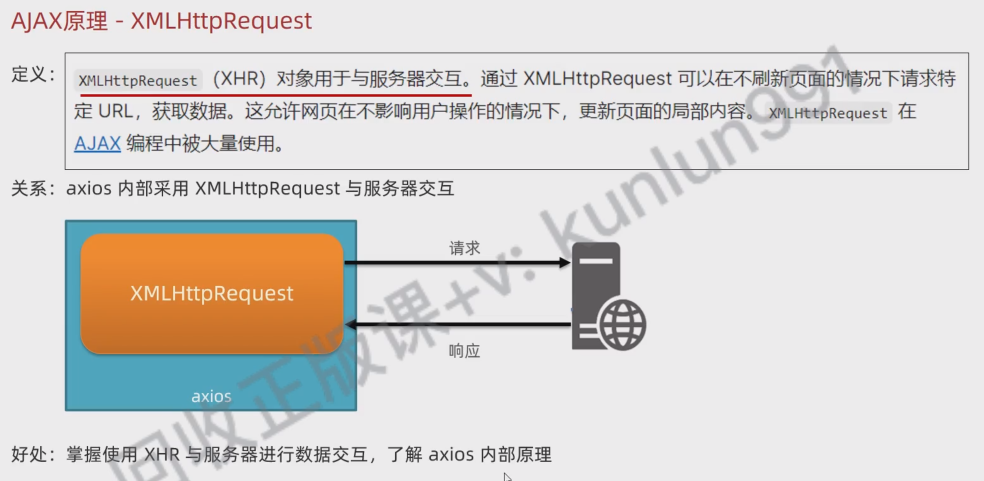 AJAX原理 - XMLHttpRequest
定义：
XMLHttpRequest（XHR）对象用于与服务器交互。通过 XMLHttpRequest 可以在不刷新页面的情况下请求特
定 URL，获取数据。这允许网页在不影响用户操作的情况下，更新页面的局部内容。XMLHttpRequest 在
AJAX 编程中被大量使用。
关系：axios 内部采用 XMLHttpRequest 与服务器交互
请求
XMLHttpRequest
响应
axios
好处：掌握使用 XHR 与服务器进行数据交互，了解 axios 内部原理
回收正版课+v: kunlun991